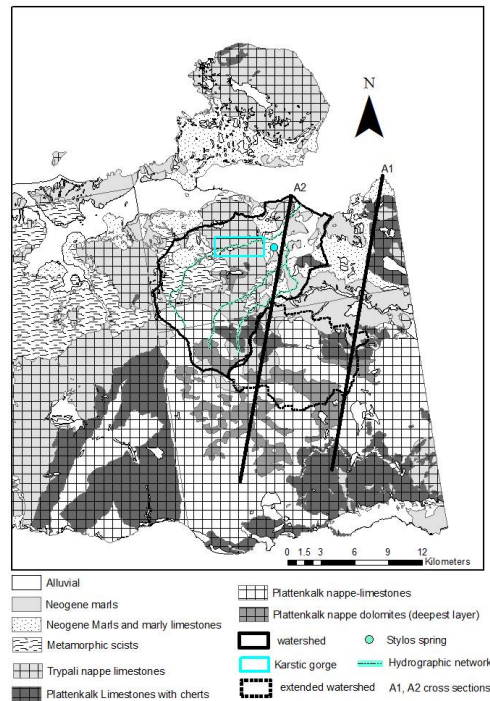 N
A1
A2
0 1.5 3 6 9 12
Kilometers
Alluvial
Neogene marls
Neogene Marls and marly limestones
Metamorphic scists
Trypali nappe limestones
Plattenkalk Limestones with cherts
Plattenkalk nappe-limestones
Plattenkalk nappe dolomites (deepest layer)
watershed
Stylos spring
Karstic gorge
Hydrographic network
extended watershed
A1, A2 cross sections